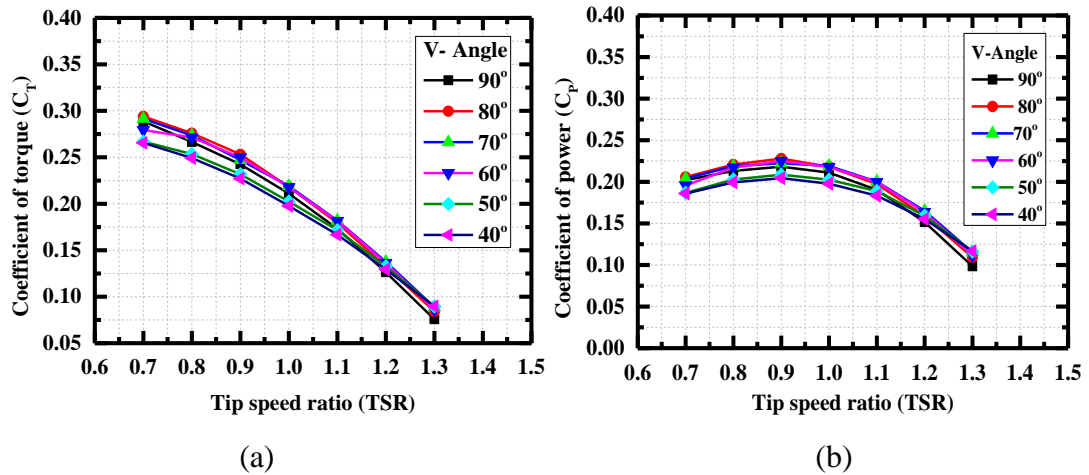 Coefficient of torque (C_T)
0.40
0.35
0.30
0.25
0.20
0.15
0.10
0.05
V- Angle
90°
80°
70°
60°
50°
40°
0.6 0.7 0.8 0.9 1.0 1.1 1.2 1.3 1.4 1.5
Tip speed ratio (TSR)
(a)
Coefficient of power (C_P)
0.40
0.35
0.30
0.25
0.20
0.15
0.10
0.05
0.00
V-Angle
90°
80°
70°
60°
50°
40°
0.6 0.7 0.8 0.9 1.0 1.1 1.2 1.3 1.4 1.5
Tip speed ratio (TSR)
(b)